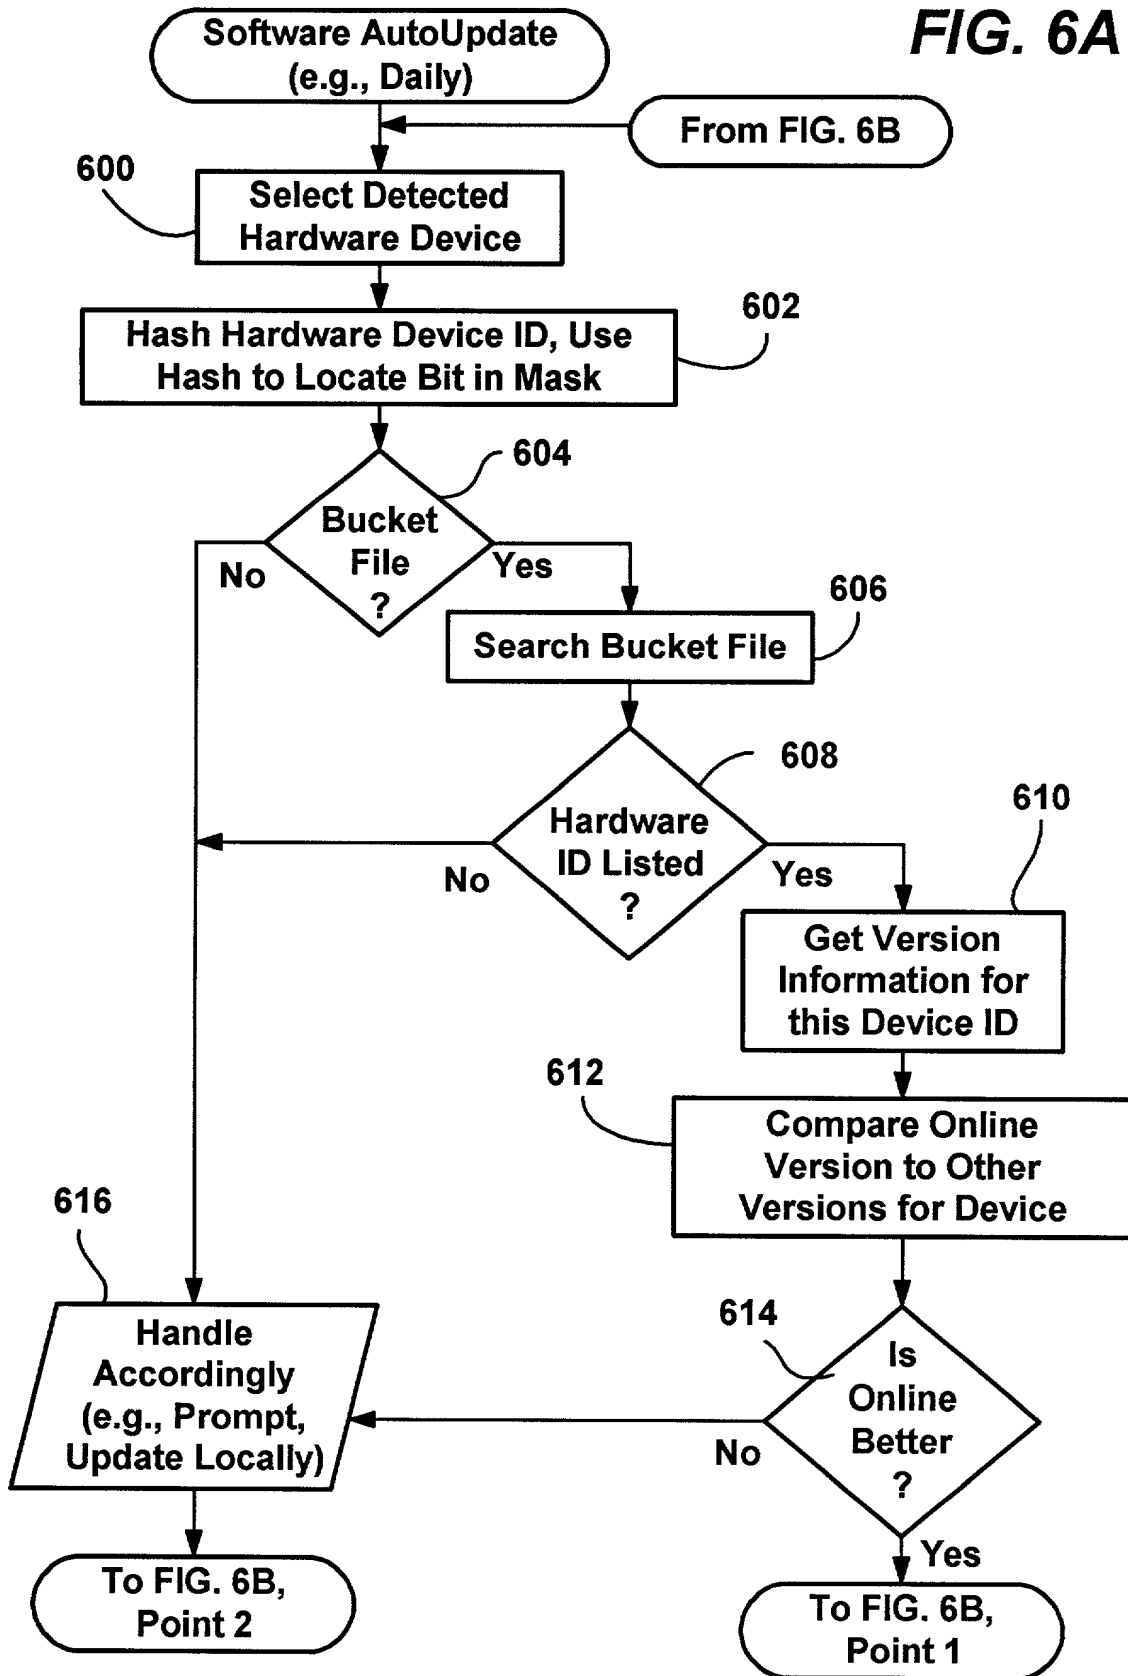 FIG. 6A
Software AutoUpdate
(e.g., Daily)
From FIG. 6B
600
Select Detected
Hardware Device
602
Hash Hardware Device ID, Use
Hash to Locate Bit in Mask
604
Bucket
File
?
No
Yes
606
Search Bucket File
608
Hardware
ID Listed
?
No
Yes
610
Get Version
Information for
this Device ID
612
Compare Online
Version to Other
Versions for Device
616
Handle
Accordingly
(e.g., Prompt,
Update Locally)
614
Is
Online
Better
?
No
Yes
To FIG. 6B,
Point 2
To FIG. 6B,
Point 1